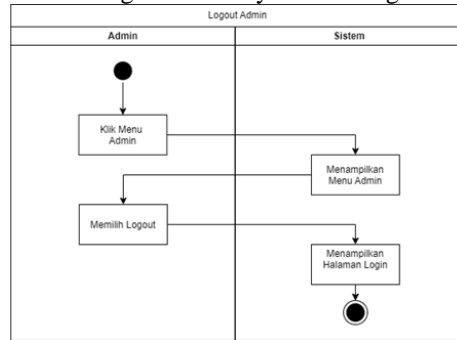 Logout Admin
Admin
Sistem
Klik Menu
Admin
Menampilkan
Menu Admin
Memilih Logout
Menampilkan
Halaman Login